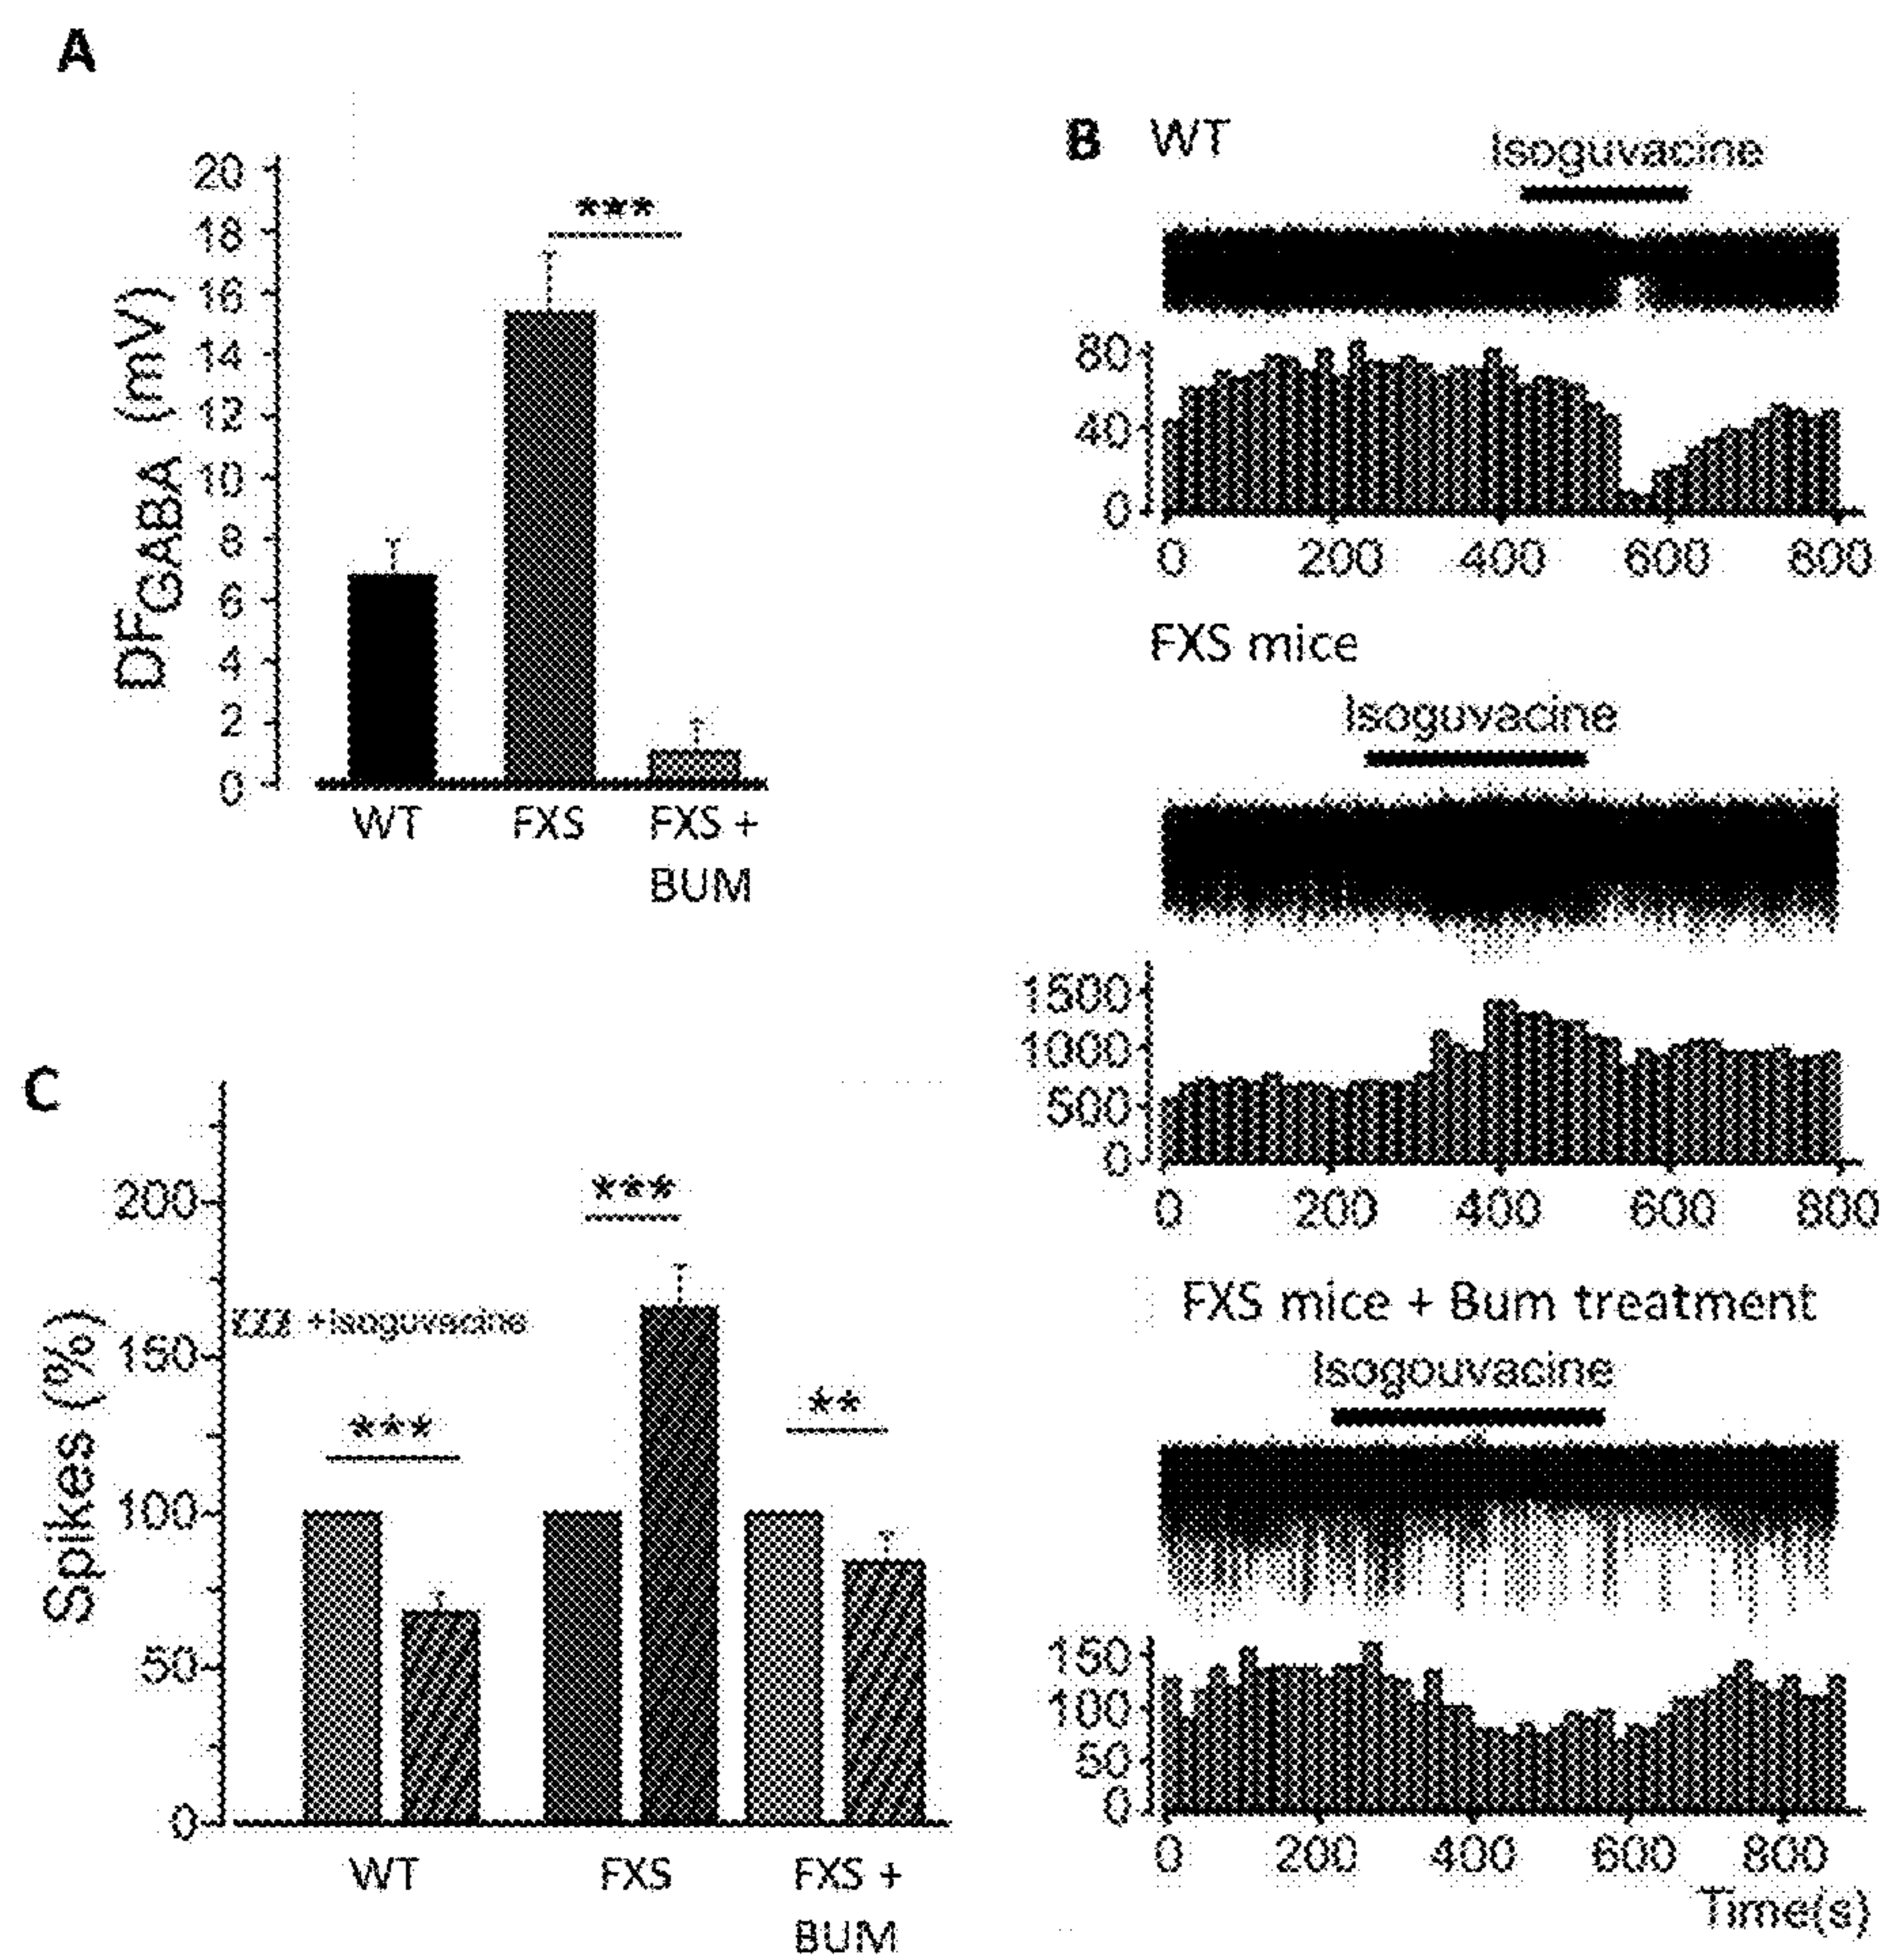 A
20
18
16
14
12
10
8
6
4
2
0
DFGABA (mV)
***
WT
FXS
FXS +
BUM
B WT
Isoguvacine
80
40
0
0 200 400 600 800
FXS mice
Isoguvacine
1500
1000
500
0
0 200 400 600 800
FXS mice + Bum treatment
Isogouvacine
150
100
50
0
0 200 400 600 800
Time(s)
C
200
150
100
50
0
Spikes (%)
+Isoguvacine
***
***
**
WT
FXS
FXS +
BUM